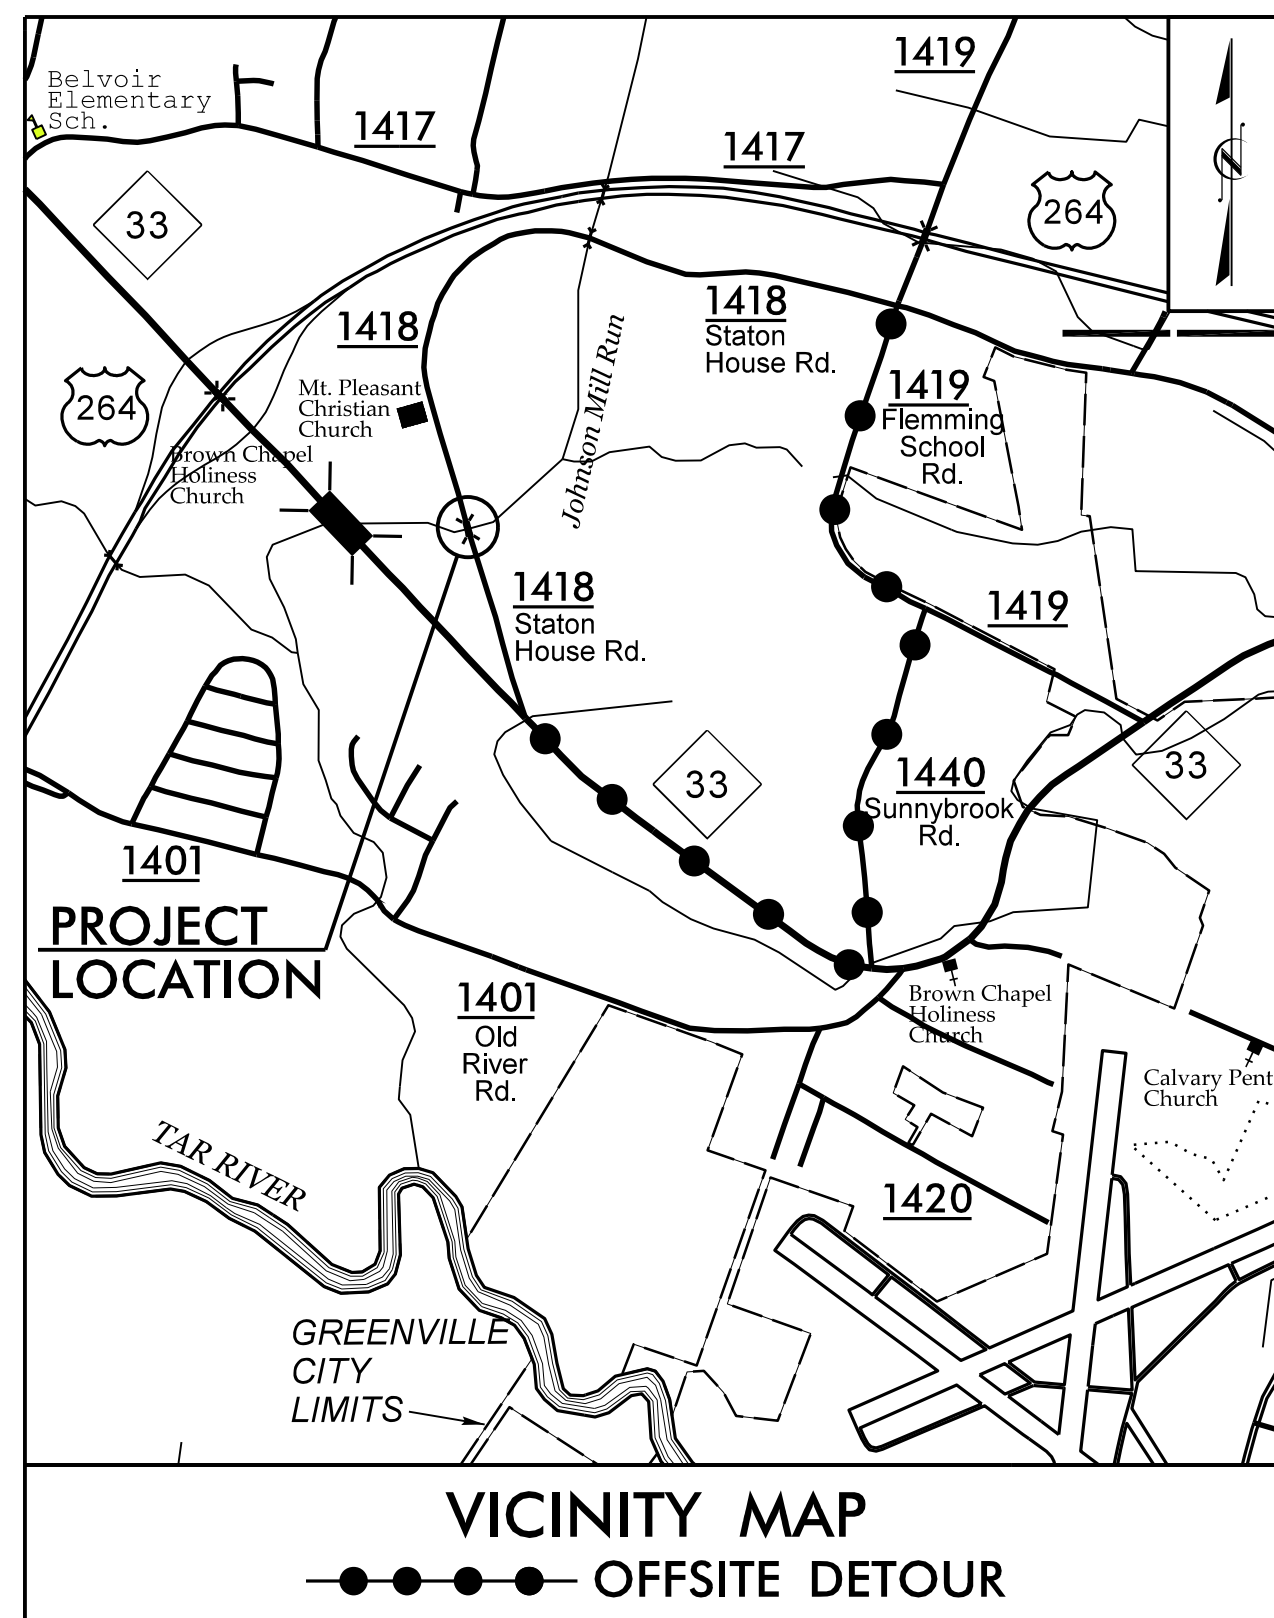 1419
Belvoir
Elementary
Sch.
1417
1417
33
264
1418
1418
Staton
House Rd.
Johnson Mill Run
264
Mt. Pleasant
Christian
Church
1419
Flemming
School
Rd.
Brown Chapel
Holiness
Church
1418
Staton
House Rd.
1419
33
33
1440
Sunnybrook
Rd.
1401
PROJECT
LOCATION
1401
Old
River
Rd.
Brown Chapel
Holiness
Church
Calvary Pent
Church
TAR RIVER
1420
GREENVILLE
CITY
LIMITS
VICINITY MAP
OFFSITE DETOUR